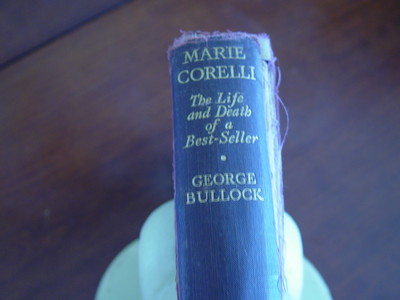 MARIE
CORELLI
The Life
and Death
of a
Best-Seller
•
GEORGE
BULLOCK